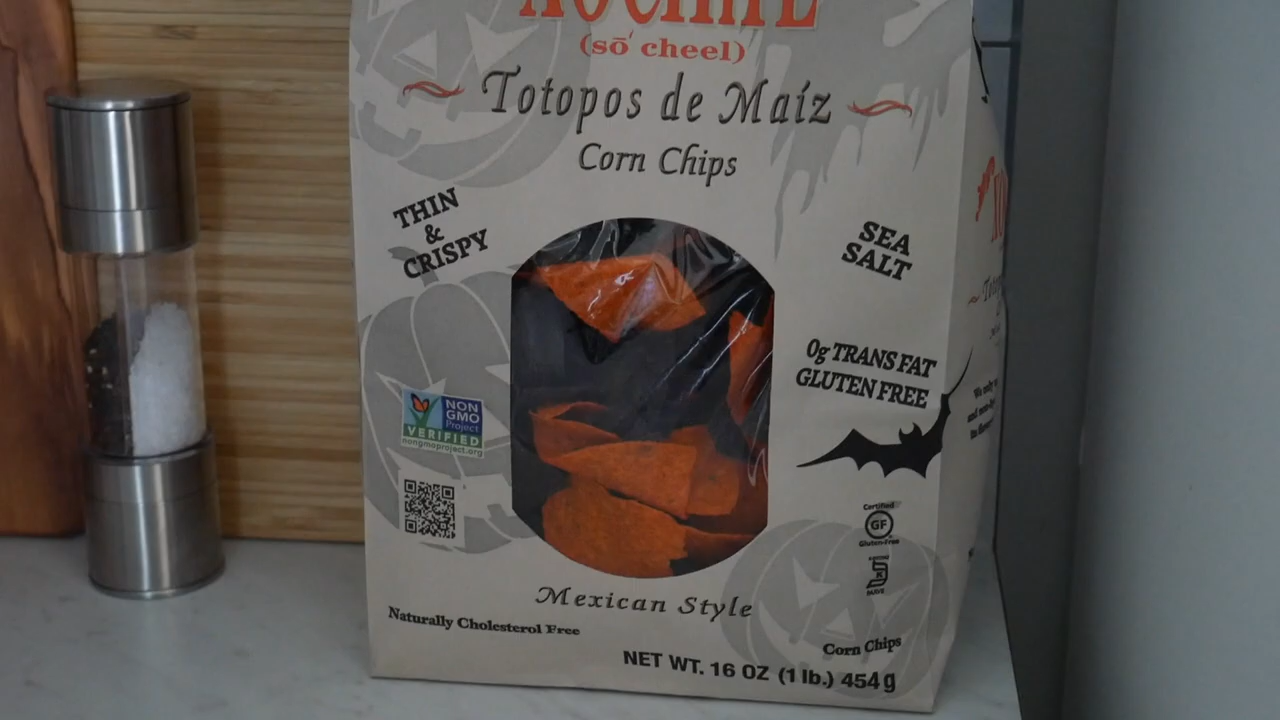 (sō′ cheel)
Totopos de Maíz
Corn Chips
THIN
&
CRISPY
SEA
SALT
0g TRANS FAT
GLUTEN FREE
NON
GMO
Project
VERIFIED
nongmoproject.org
Certified
GF
Gluten-Free
Mexican Style
Naturally Cholesterol Free
Corn Chips
NET WT. 16 OZ (1 lb.) 454g